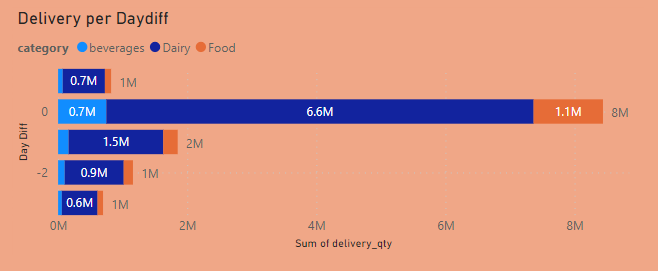 Delivery per Daydiff
category beverages Dairy Food
0.7M 1M
0 0.7M 6.6M 1.1M 8M
1.5M 2M
-2 0.9M 1M
0.6M 1M
Day Diff
0M 2M 4M 6M 8M
Sum of delivery_qty